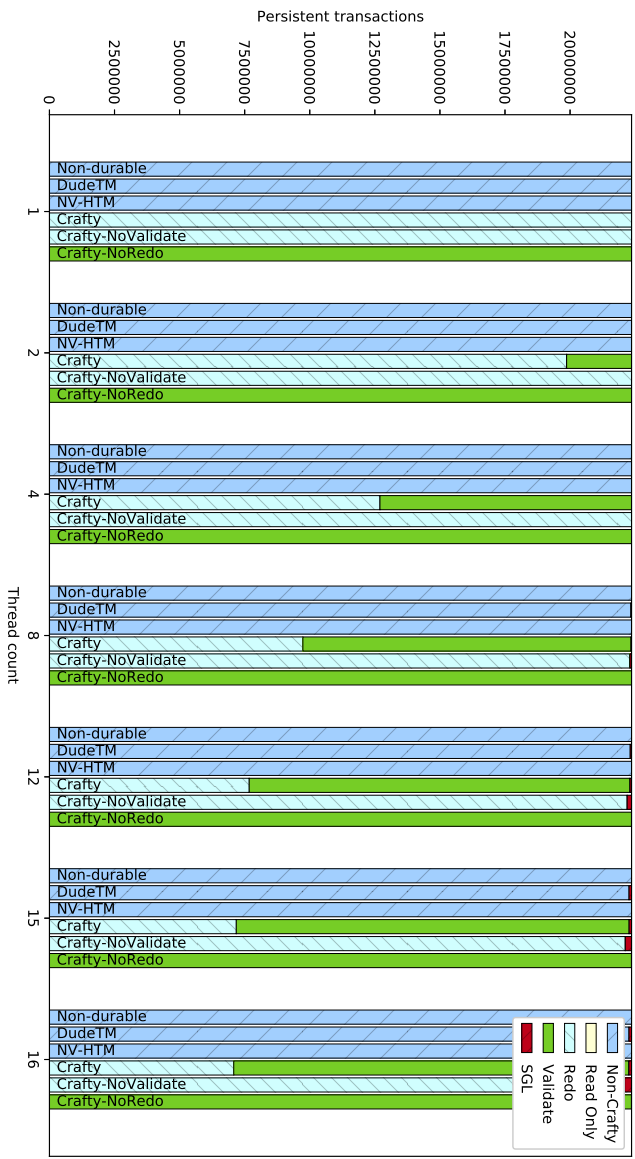 Persistent transactions
0
2500000
5000000
7500000
10000000
12500000
15000000
17500000
20000000
Non-durable
DudeTM
NV-HTM
Crafty
Crafty-NoValidate
Crafty-NoRedo
1
Non-durable
DudeTM
NV-HTM
Crafty
Crafty-NoValidate
Crafty-NoRedo
2
Non-durable
DudeTM
NV-HTM
Crafty
Crafty-NoValidate
Crafty-NoRedo
4
Non-durable
DudeTM
NV-HTM
Crafty
Crafty-NoValidate
Crafty-NoRedo
8
Non-durable
DudeTM
NV-HTM
Crafty
Crafty-NoValidate
Crafty-NoRedo
12
Non-durable
DudeTM
NV-HTM
Crafty
Crafty-NoValidate
Crafty-NoRedo
15
Non-durable
DudeTM
NV-HTM
Crafty
Crafty-NoValidate
Crafty-NoRedo
16
Thread count
Non-Crafty
Read Only
Redo
Validate
SGL